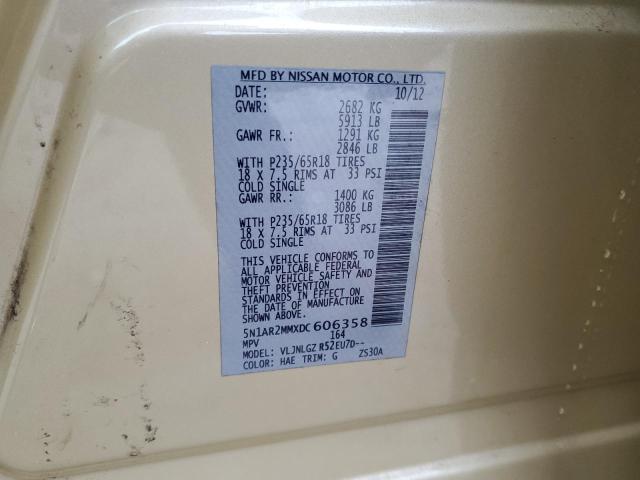 MFD BY NISSAN MOTOR CO., LTD.
DATE: 10/12
GVWR: 2682 KG
5913 LB
GAWR FR.: 1291 KG
2846 LB
WITH P235/65R18 TIRES
18 X 7.5 RIMS AT 33 PSI
COLD SINGLE
GAWR RR.: 1400 KG
3086 LB
WITH P235/65R18 TIRES
18 X 7.5 RIMS AT 33 PSI
COLD SINGLE
THIS VEHICLE CONFORMS TO
ALL APPLICABLE FEDERAL
MOTOR VEHICLE SAFETY AND
THEFT PREVENTION
STANDARDS IN EFFECT ON
THE DATE OF MANUFACTURE
SHOWN ABOVE.
5N1AR2MMXDC606358
MPV 164
MODEL: VLJNLGZ R52EU7D--
COLOR: HAE TRIM: G ZS30A